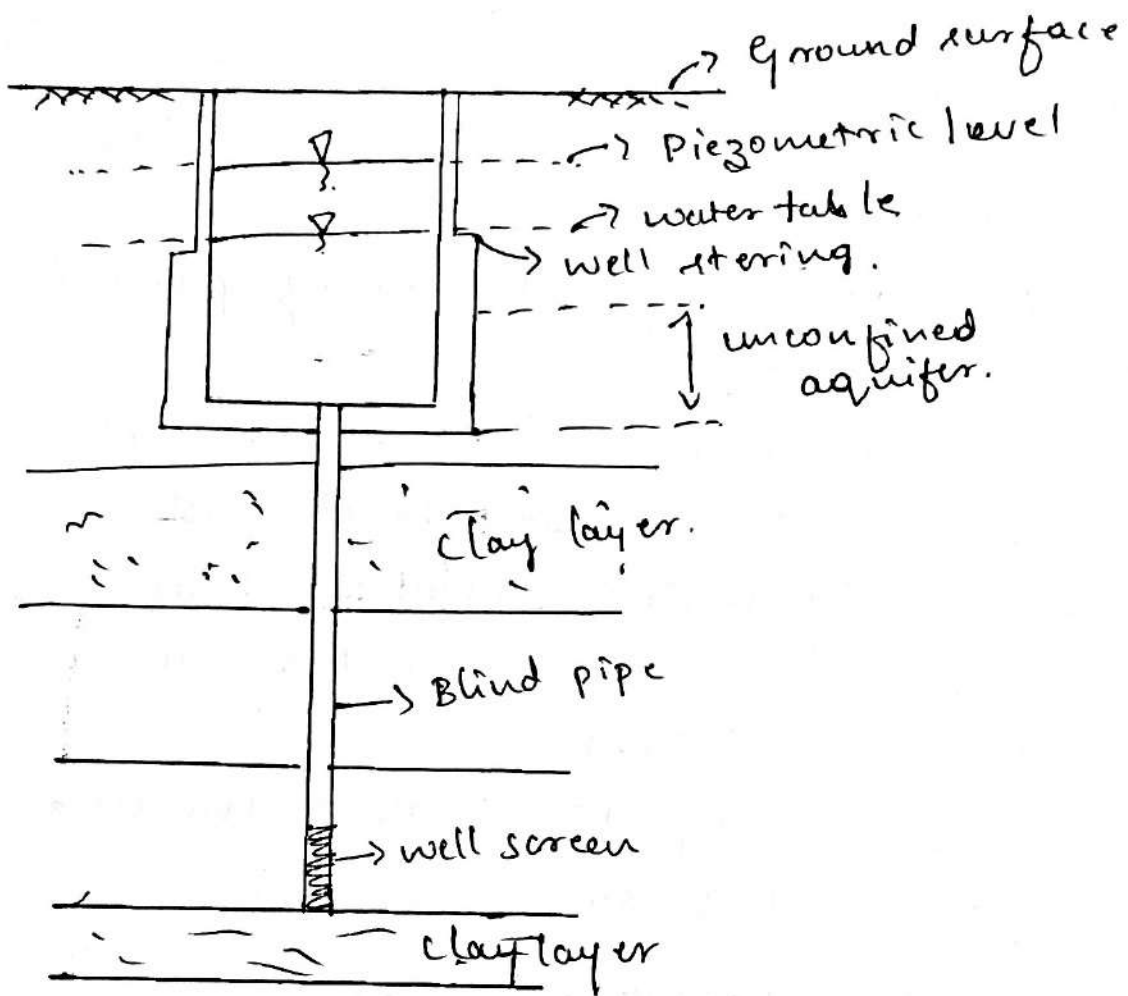 Ground surface
Piezometric level
water table
well stering.
unconfined
aquifer.
clay layer.
Blind pipe
well screen
clay layer